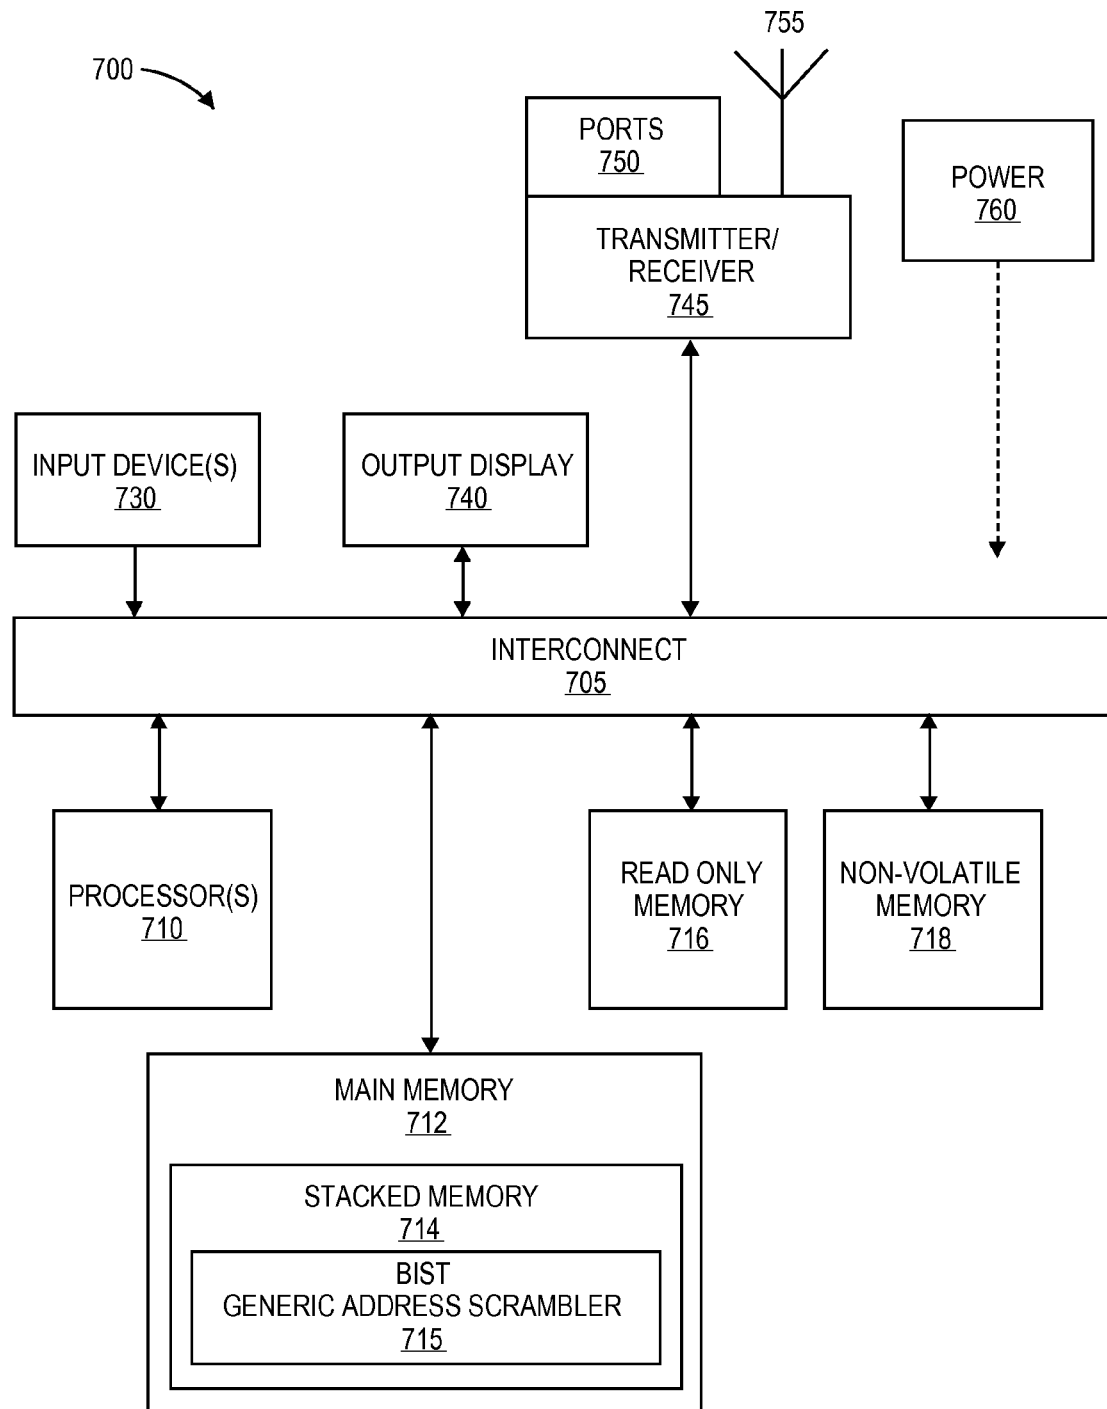 755
700
PORTS
750
POWER
760
TRANSMITTER/
RECEIVER
745
INPUT DEVICE(S)
730
OUTPUT DISPLAY
740
INTERCONNECT
705
PROCESSOR(S)
710
READ ONLY
MEMORY
716
NON-VOLATILE
MEMORY
718
MAIN MEMORY
712
STACKED MEMORY
714
BIST
GENERIC ADDRESS SCRAMBLER
715